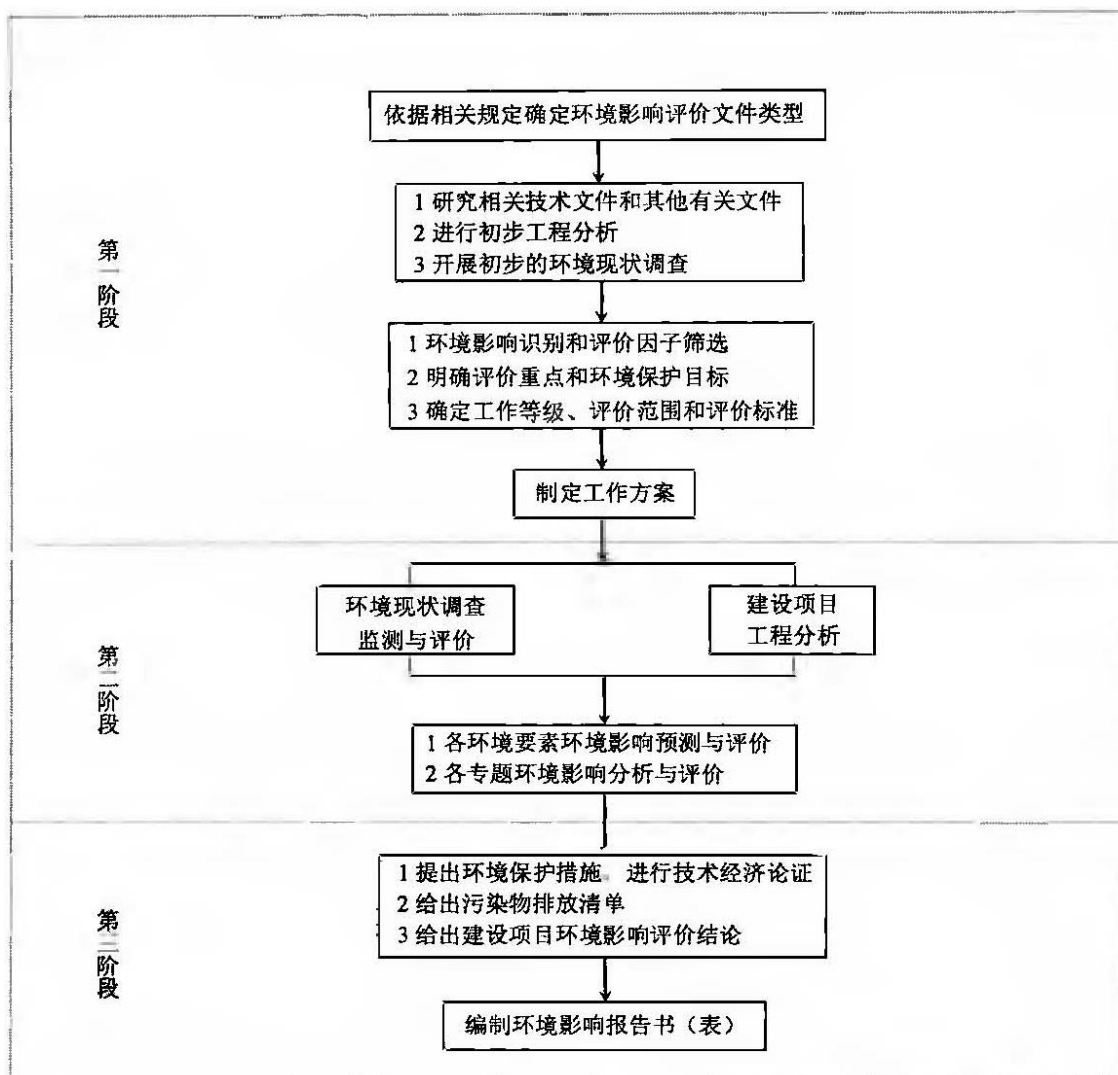 依据相关规定确定环境影响评价文件类型
1 研究相关技术文件和其他有关文件
2 进行初步工程分析
3 开展初步的环境现状调查
第一阶段
1 环境影响识别和评价因子筛选
2 明确评价重点和环境保护目标
3 确定工作等级、评价范围和评价标准
制定工作方案
环境现状调查
监测与评价
建设项目
工程分析
第二阶段
1 各环境要素环境影响预测与评价
2 各专题环境影响分析与评价
1 提出环境保护措施 进行技术经济论证
2 给出污染物排放清单
3 给出建设项目环境影响评价结论
第三阶段
编制环境影响报告书（表）